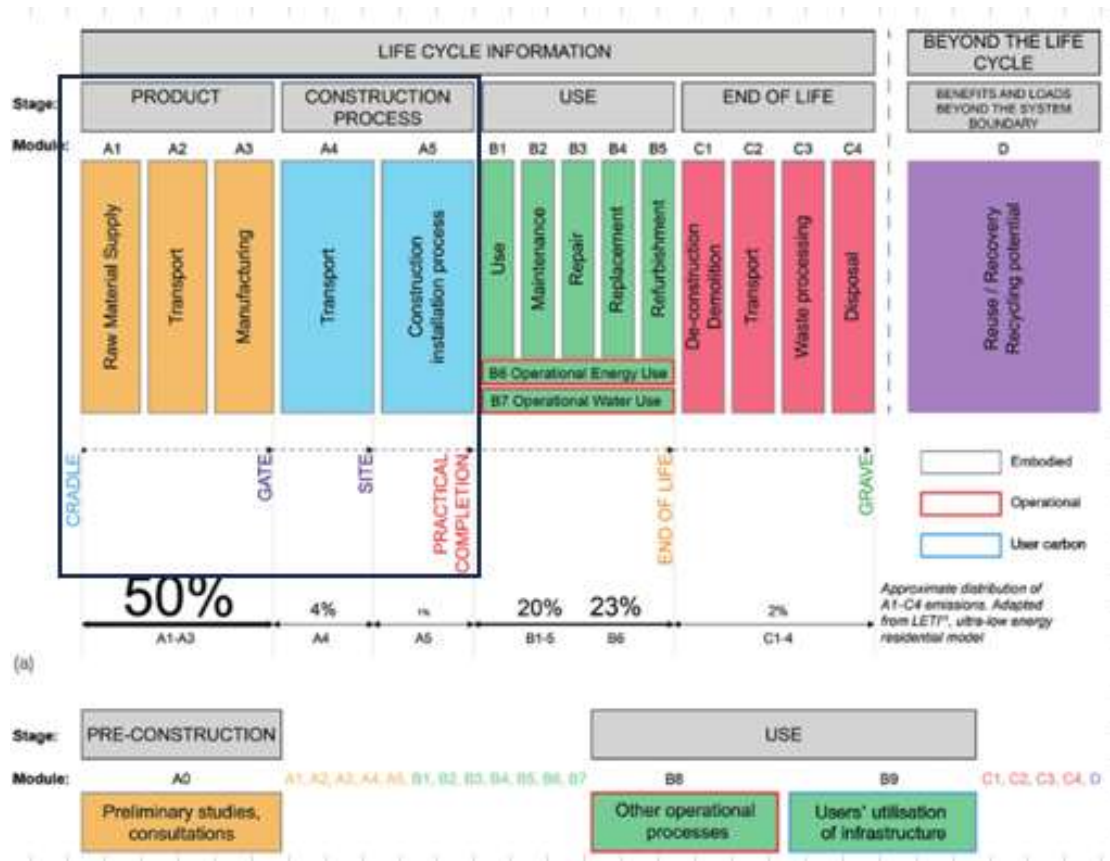 LIFE CYCLE INFORMATION
BEYOND THE LIFE
CYCLE
Stage:
PRODUCT
CONSTRUCTION
PROCESS
USE
END OF LIFE
BENEFITS AND LOADS
BEYOND THE SYSTEM
BOUNDARY
Module:
A1
A2
A3
A4
A5
B1
B2
B3
B4
B5
C1
C2
C3
C4
D
Raw Material Supply
Transport
Manufacturing
Transport
Construction
installation process
Use
Maintenance
Repair
Replacement
Refurbishment
B6 Operational Energy Use
B7 Operational Water Use
De-construction
Demolition
Transport
Waste processing
Disposal
Reuse / Recovery
Recycling potential
CRADLE
GATE
SITE
PRACTICAL
COMPLETION
END OF LIFE
GRAVE
Embodied
Operational
User carbon
50%
4%
1%
20%
23%
2%
A1-A3
A4
A5
B1-5
B6
C1-4
Approximate distribution of
A1-C4 emissions. Adapted
from LETI, ultra-low energy
residential model
(a)
Stage:
PRE-CONSTRUCTION
USE
Module:
A0
A1, A2, A3, A4, A5, B1, B2, B3, B4, B5, B6, B7
B8
B9
C1, C2, C3, C4, D
Preliminary studies,
consultations
Other operational
processes
Users' utilisation
of infrastructure